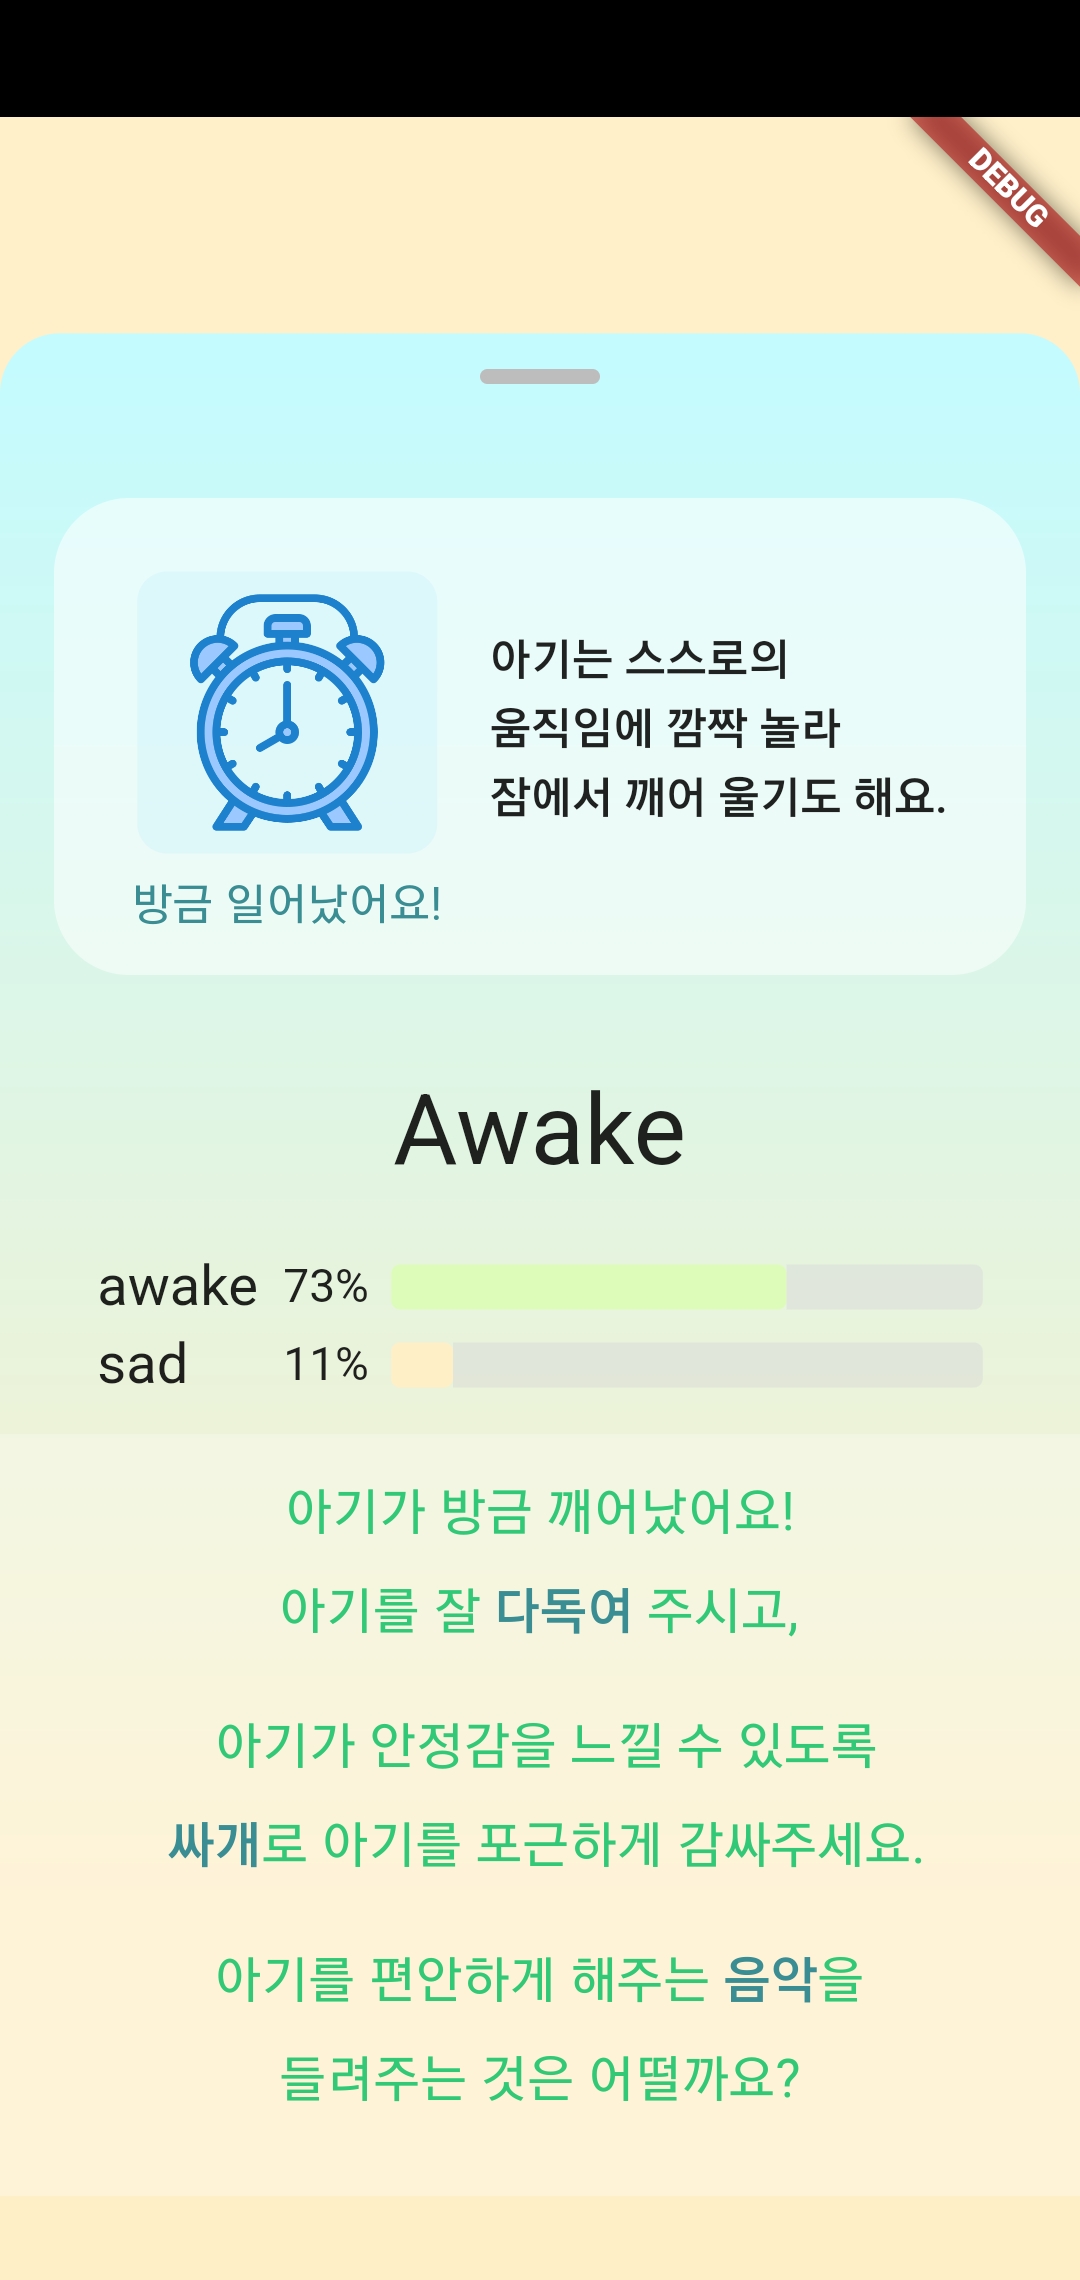 DEBUG
아기는 스스로의
움직임에 깜짝 놀라
잠에서 깨어 울기도 해요.
방금 일어났어요!
Awake
awake 73%
sad 11%
아기가 방금 깨어났어요!
아기를 잘 다독여 주시고,
아기가 안정감을 느낄 수 있도록
싸개로 아기를 포근하게 감싸주세요.
아기를 편안하게 해주는 음악을
들려주는 것은 어떨까요?